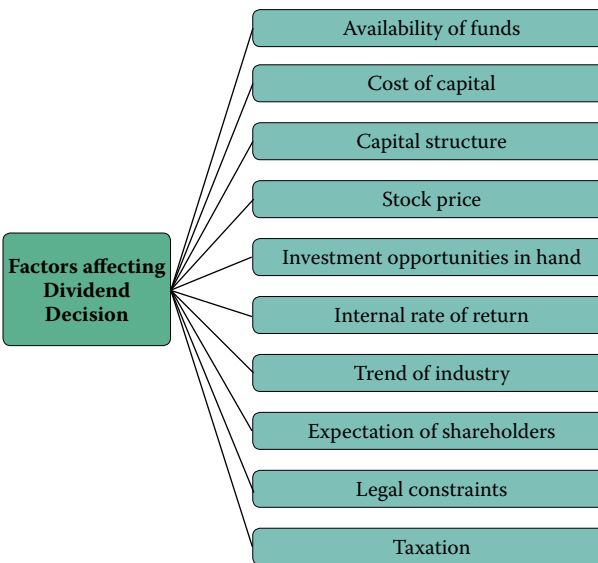 Availability of funds
Cost of capital
Capital structure
Stock price
Investment opportunities in hand
Factors affecting
Dividend
Decision
Internal rate of return
Trend of industry
Expectation of shareholders
Legal constraints
Taxation